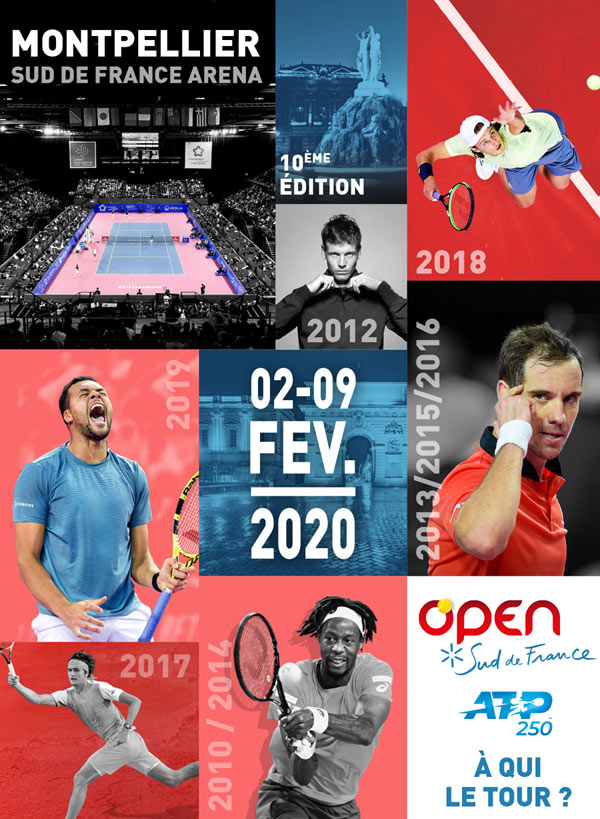 MONTPELLIER
SUD DE FRANCE ARENA
10ÈME
ÉDITION
2018
2012
2019
02-09
FEV.
2020
2013/2015/2016
2017
2010 / 2014
OPEN
Sud de France
ATP
250
À QUI
LE TOUR ?